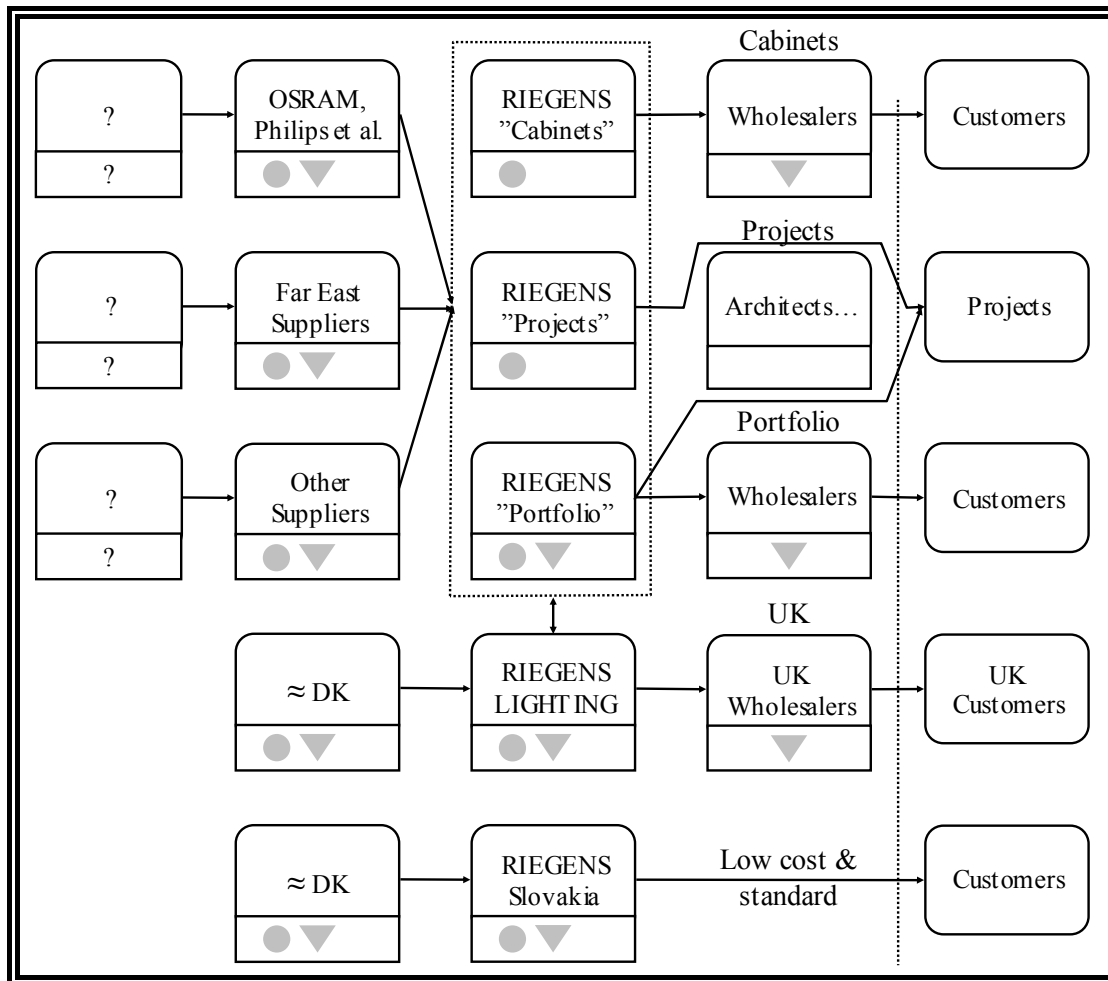 Cabinets
?
?
OSRAM,
Philips et al.
RIEGENS
”Cabinets”
Wholesalers
Customers
Projects
?
?
Far East
Suppliers
RIEGENS
”Projects”
Architects…
Projects
Portfolio
?
?
Other
Suppliers
RIEGENS
”Portfolio”
Wholesalers
Customers
UK
≈ DK
RIEGENS
LIGHTING
UK
Wholesalers
UK
Customers
≈ DK
RIEGENS
Slovakia
Low cost &
standard
Customers